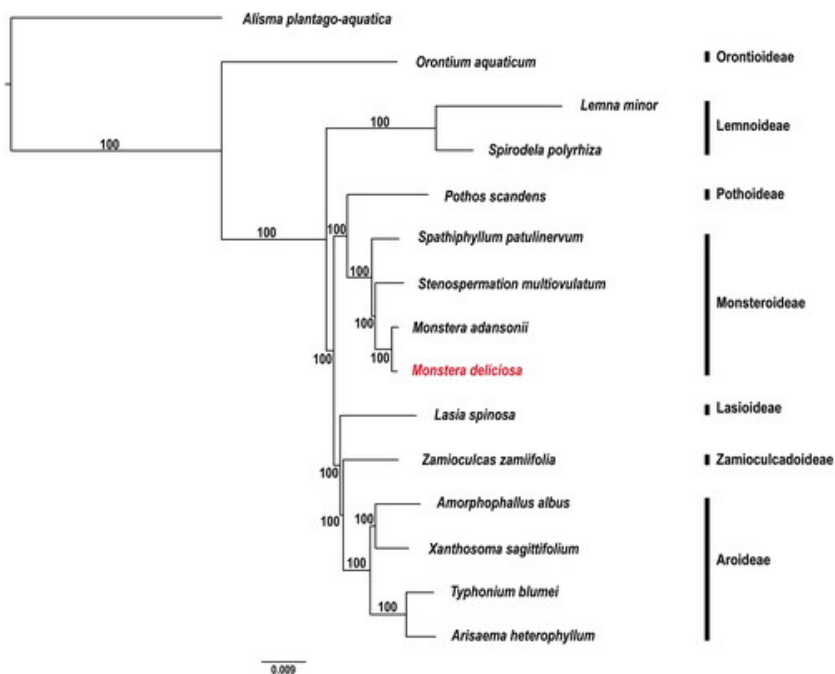 Alisma plantago-aquatica
Orontium aquaticum
Orontioideae
100
Lemna minor
100
Lemnoideae
Spirodela polyrhiza
Pothos scandens
Pothoideae
100
100
Spathiphyllum patulinervum
100
Stenospermation multiovulatum
Monsteroideae
100
Monstera adansonii
100
100
Monstera deliciosa
Lasia spinosa
Lasioideae
Zamioculcas zamiifolia
Zamioculcadoideae
100
Amorphophallus albus
100
100
Xanthosoma sagittifolium
100
Aroideae
Typhonium blumei
100
Arisaema heterophyllum
0.009